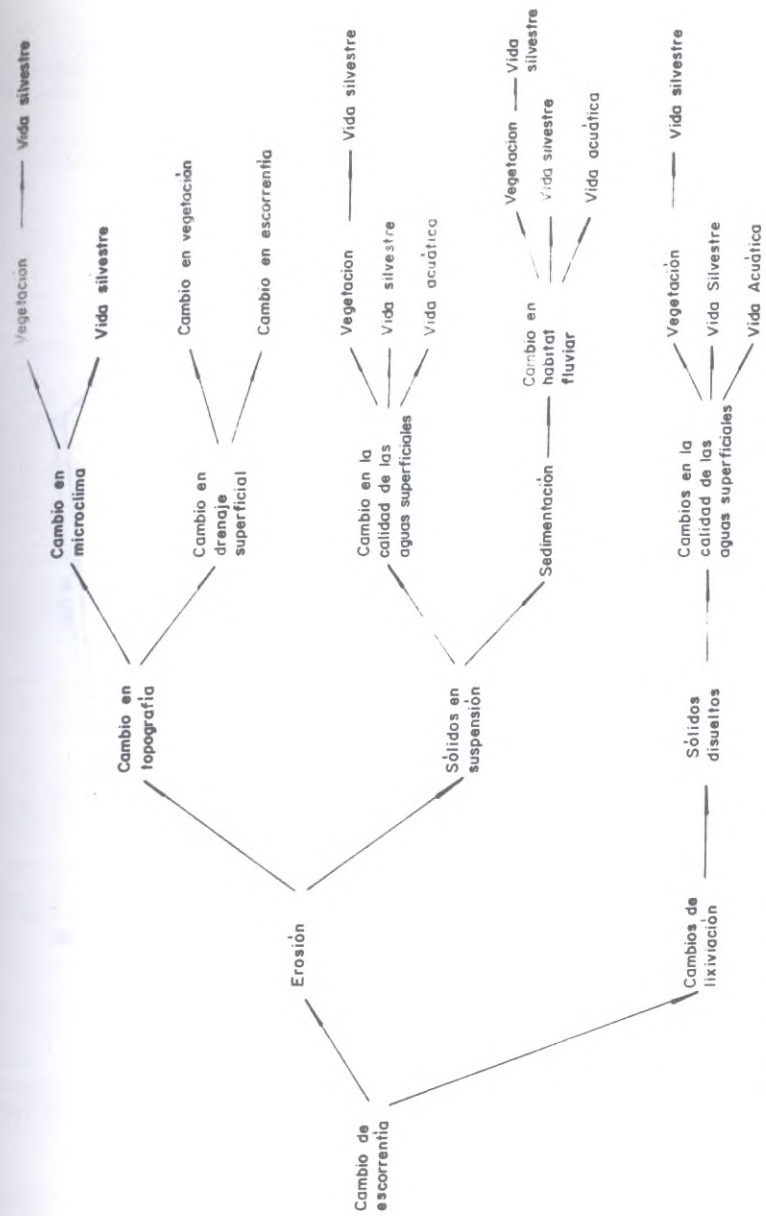 Cambio de
escorrentia
Erosión
Cambios de
lixiviación
Cambio en
topografía
Sólidos en
suspensión
Sólidos
disueltos
Cambio en
microclima
Cambio en
drenaje
superficial
Cambio en la
calidad de las
aguas superficiales
Sedimentación
Cambio en
habitat
fluviar
Cambios en la
calidad de las
aguas superficiales
Vegetacion
Vida silvestre
Vida silvestre
Cambio en vegetación
Cambio en escorrentia
Vegetacion
Vida silvestre
Vida silvestre
Vida acuática
Vegetacion
Vida
silvestre
Vida silvestre
Vida acuática
Vegetación
Vida silvestre
Vida Silvestre
Vida Acuática